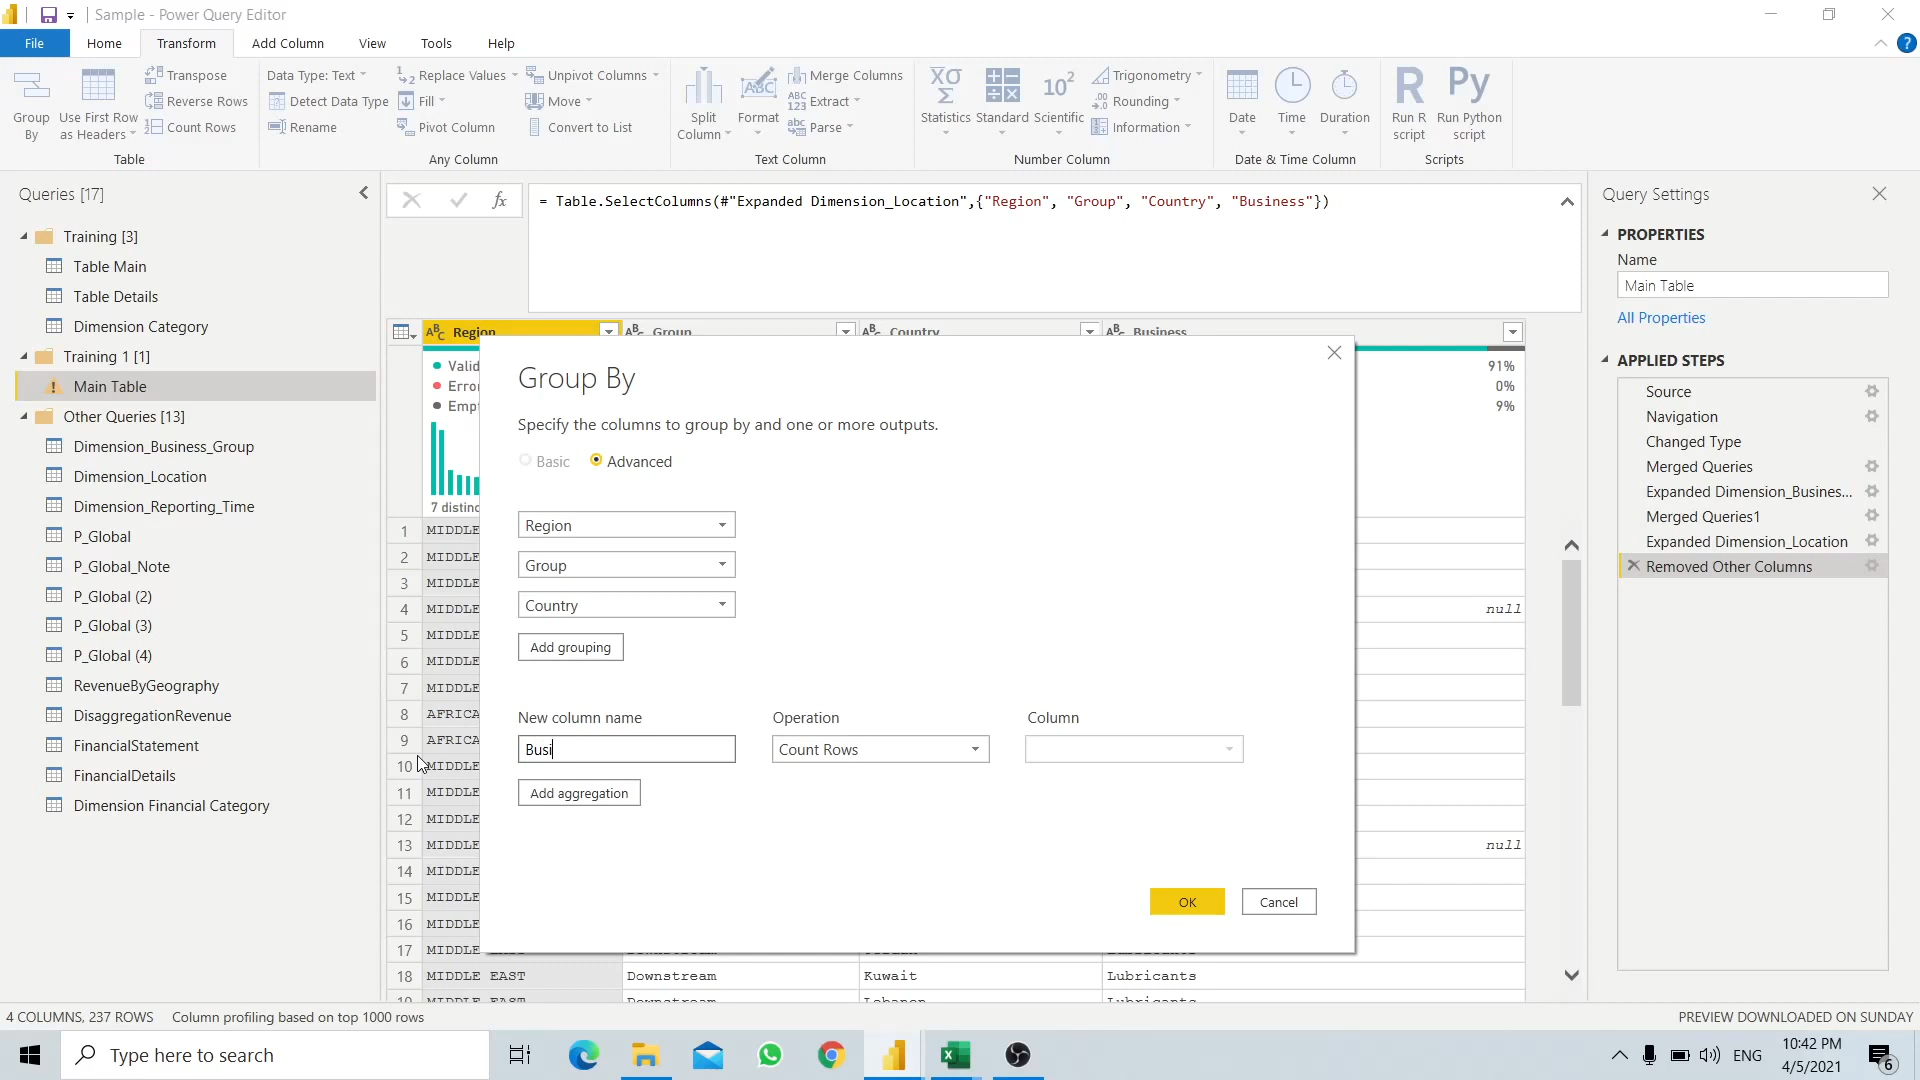 Sample - Power Query Editor
File
Home
Transform
Add Column
View
Tools
Help
Group By
Use First Row as Headers
Transpose
Reverse Rows
Count Rows
Table
Data Type: Text
Detect Data Type
Rename
Replace Values
Fill
Pivot Column
Unpivot Columns
Move
Convert to List
Any Column
Split Column
Format
Merge Columns
Extract
Parse
Text Column
Statistics
Standard
Scientific
10²
Trigonometry
Rounding
Information
Number Column
Date
Time
Duration
Date & Time Column
R
Run R script
Py
Run Python script
Scripts
Queries [17]
Training [3]
Table Main
Table Details
Dimension Category
Training 1 [1]
Main Table
Other Queries [13]
Dimension_Business_Group
Dimension_Location
Dimension_Reporting_Time
P_Global
P_Global_Note
P_Global (2)
P_Global (3)
P_Global (4)
RevenueByGeography
DisaggregationRevenue
FinancialStatement
FinancialDetails
Dimension Financial Category
fx
= Table.SelectColumns(#"Expanded Dimension_Location",{"Region", "Group", "Country", "Business"})
Region
Group
Country
Business
Valid
Error
Empt
7 distinc
91%
0%
9%
1 MIDDLE
2 MIDDLE
3 MIDDLE
4 MIDDLE null
5 MIDDLE
6 MIDDLE
7 MIDDLE
8 AFRICA
9 AFRICA
10 MIDDLE
11 MIDDLE
12 MIDDLE
13 MIDDLE null
14 MIDDLE
15 MIDDLE
16 MIDDLE
17 MIDDLE
18 MIDDLE EAST Downstream Kuwait Lubricants
19 MIDDLE EAST Downstream Lebanon Lubricants
Group By
Specify the columns to group by and one or more outputs.
Basic
Advanced
Region
Group
Country
Add grouping
New column name
Operation
Column
Busi
Count Rows
Add aggregation
OK
Cancel
Query Settings
PROPERTIES
Name
Main Table
All Properties
APPLIED STEPS
Source
Navigation
Changed Type
Merged Queries
Expanded Dimension_Busines...
Merged Queries1
Expanded Dimension_Location
Removed Other Columns
4 COLUMNS, 237 ROWS
Column profiling based on top 1000 rows
PREVIEW DOWNLOADED ON SUNDAY
Type here to search
ENG
10:42 PM
4/5/2021
6